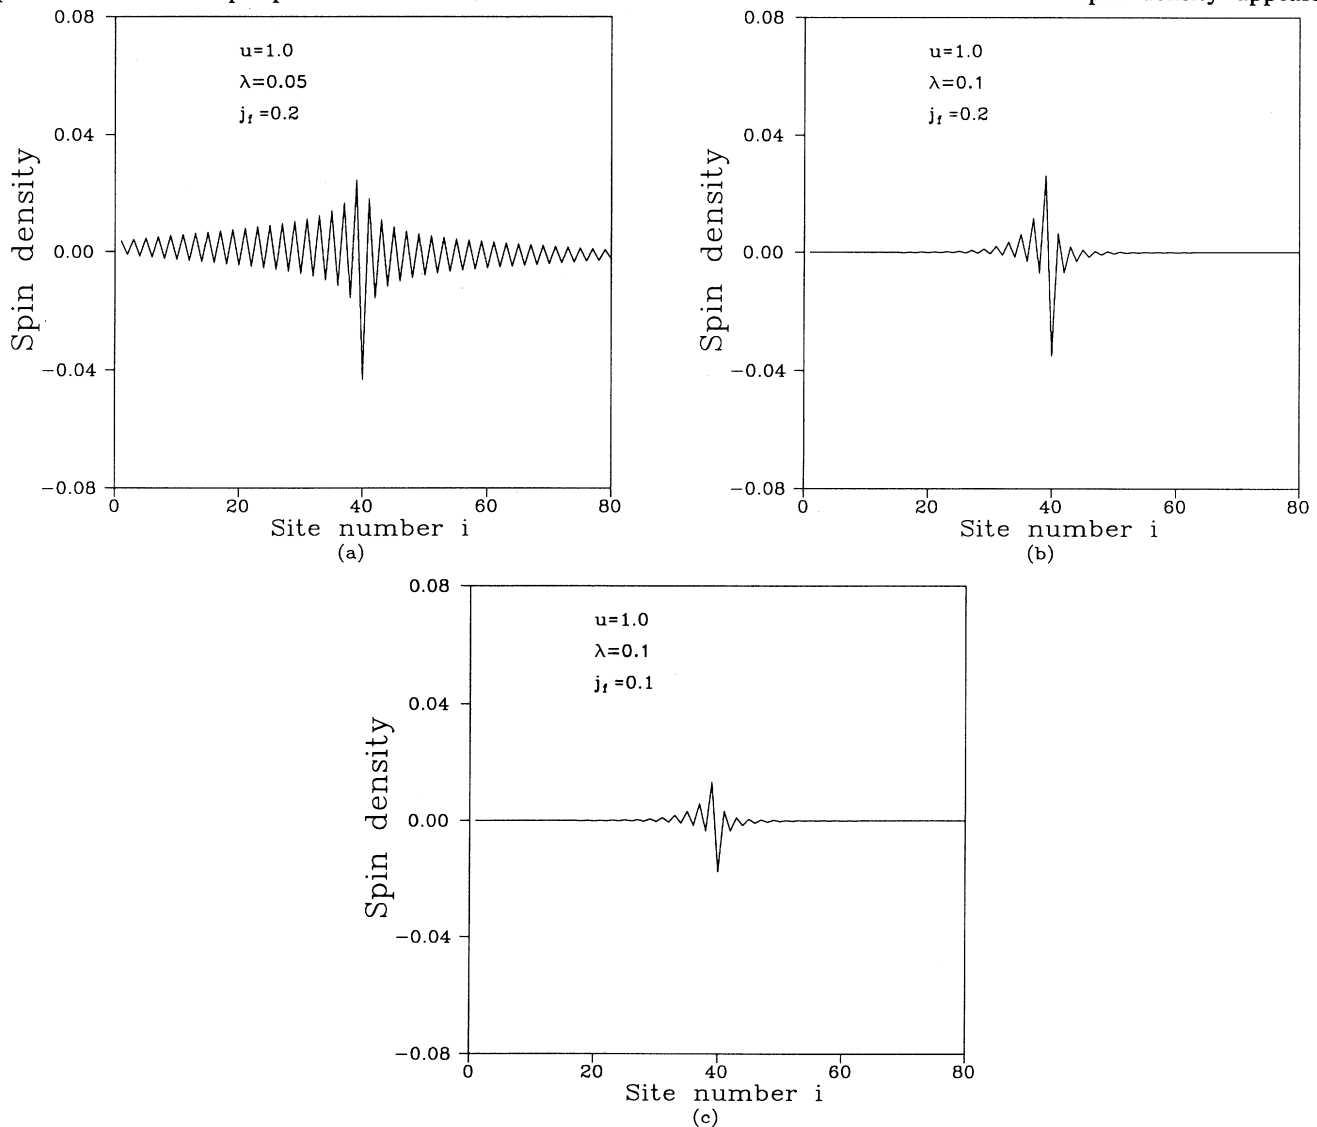 0.08
0.04
0.00
−0.04
−0.08
Spin density
u=1.0
λ=0.05
j_f =0.2
0 20 40 60 80
Site number i
(a)
0.08
0.04
0.00
−0.04
−0.08
Spin density
u=1.0
λ=0.1
j_f =0.2
0 20 40 60 80
Site number i
(b)
0.08
0.04
0.00
−0.04
−0.08
Spin density
u=1.0
λ=0.1
j_f =0.1
0 20 40 60 80
Site number i
(c)